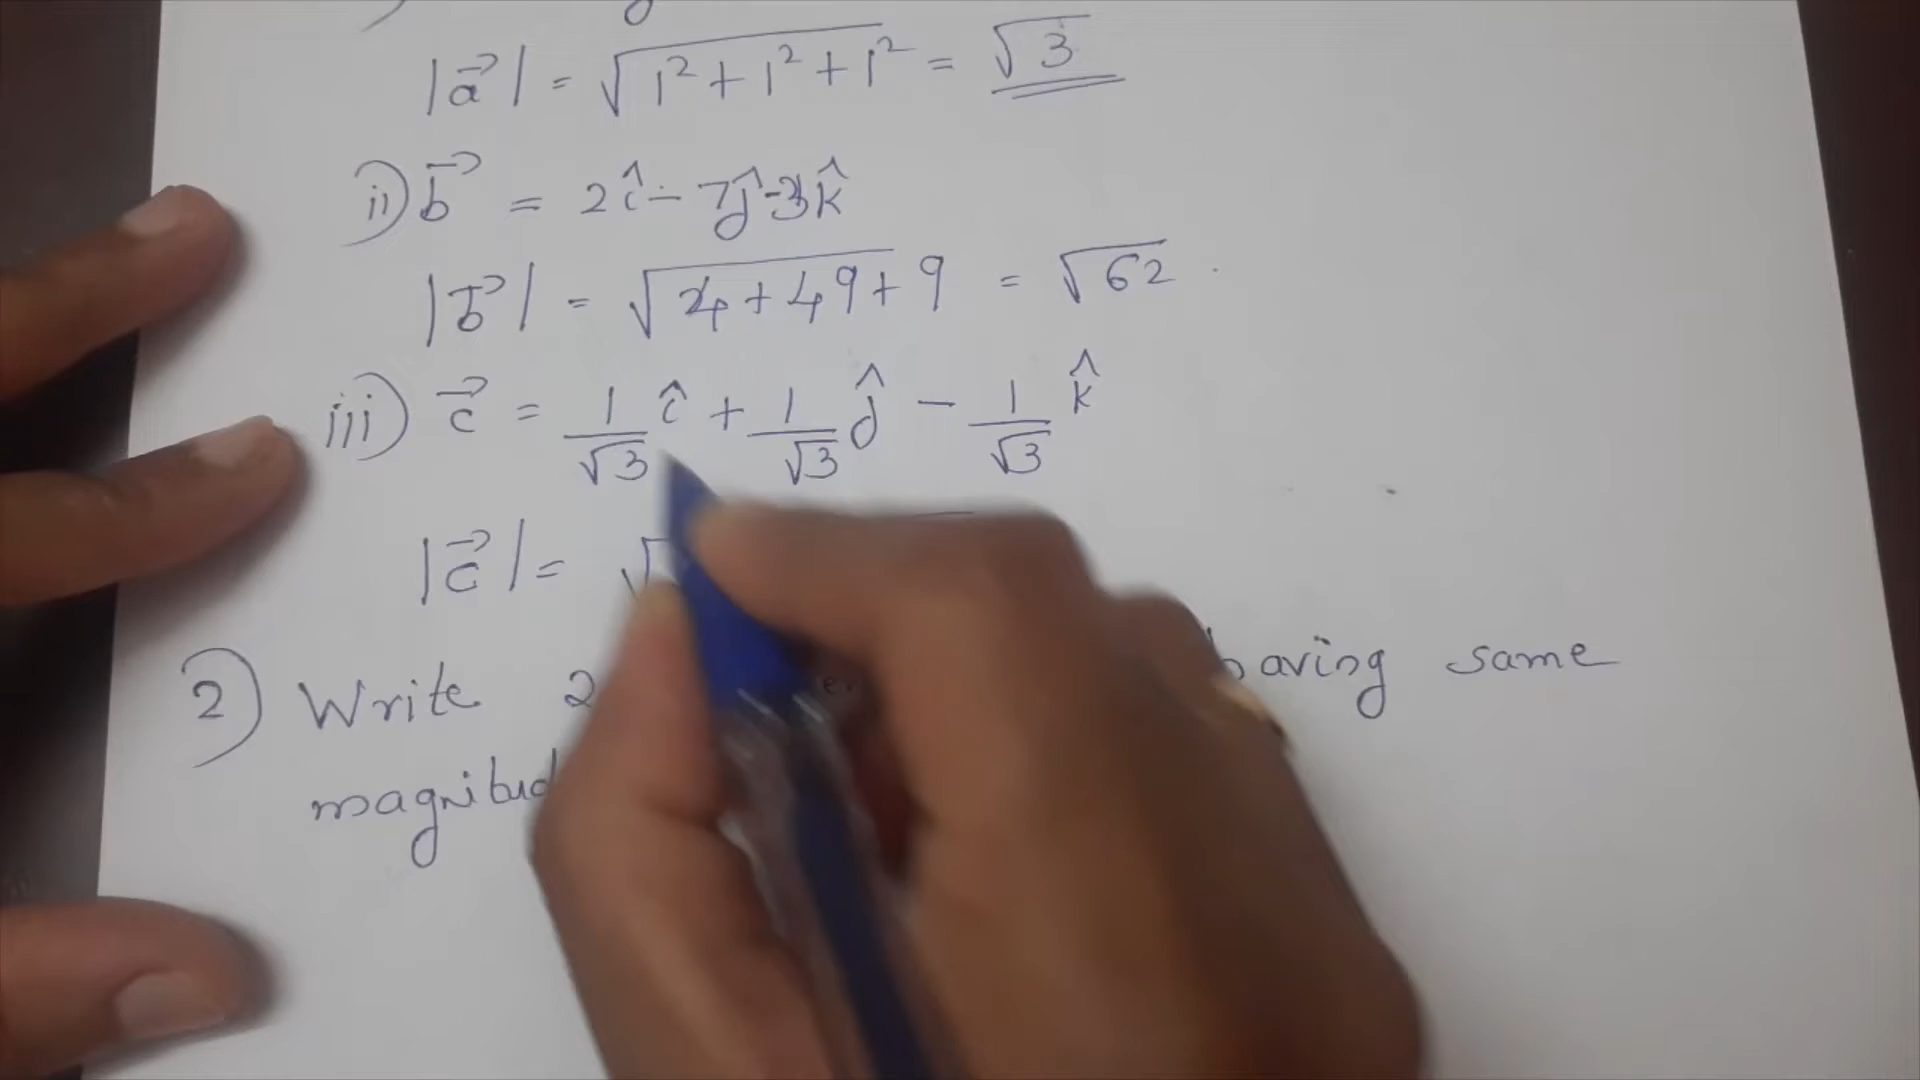 |a⃗| = √1²+1²+1² = √3
ii) b⃗ = 2î - 7ĵ - 3k̂
|b⃗| = √4+49+9 = √62
iii) c⃗ = 1/√3 î + 1/√3 ĵ - 1/√3 k̂
|c⃗| = √
2) Write 2 having same
magnitud